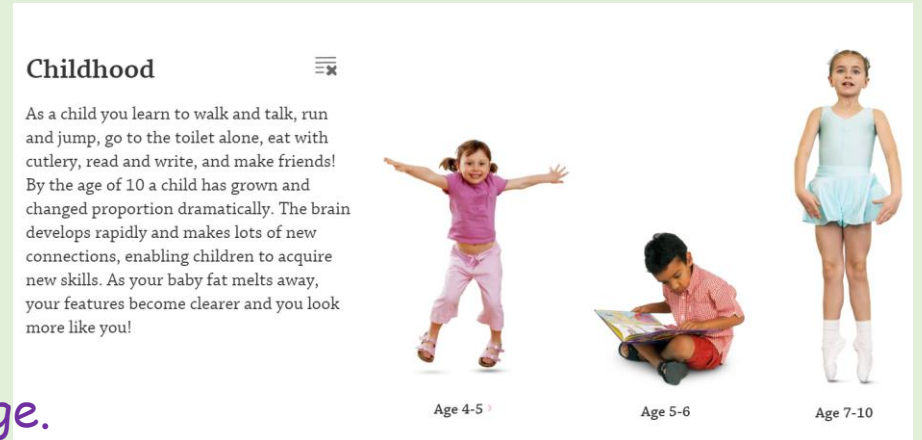 Childhood
As a child you learn to walk and talk, run
and jump, go to the toilet alone, eat with
cutlery, read and write, and make friends!
By the age of 10 a child has grown and
changed proportion dramatically. The brain
develops rapidly and makes lots of new
connections, enabling children to acquire
new skills. As your baby fat melts away,
your features become clearer and you look
more like you!
Age 4-5 ›
Age 5-6
Age 7-10